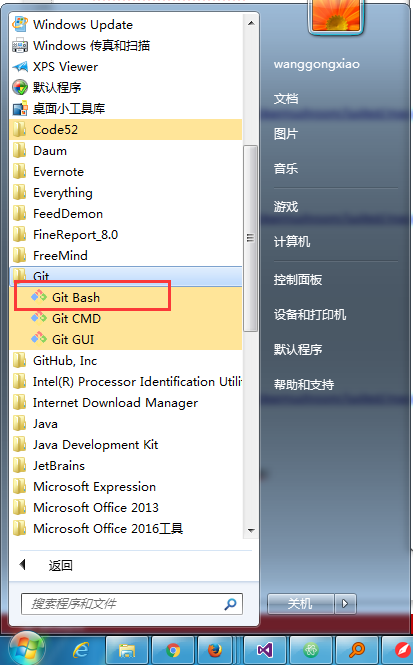 Windows Update
Windows 传真和扫描
XPS Viewer
默认程序
桌面小工具库
Code52
Daum
Evernote
Everything
FeedDemon
FineReport_8.0
FreeMind
Git
Git Bash
Git CMD
Git GUI
GitHub, Inc
Intel(R) Processor Identification Utili
Internet Download Manager
Java
Java Development Kit
JetBrains
Microsoft Expression
Microsoft Office 2013
Microsoft Office 2016工具
返回
搜索程序和文件
wanggongxiao
文档
图片
音乐
游戏
计算机
控制面板
设备和打印机
默认程序
帮助和支持
关机